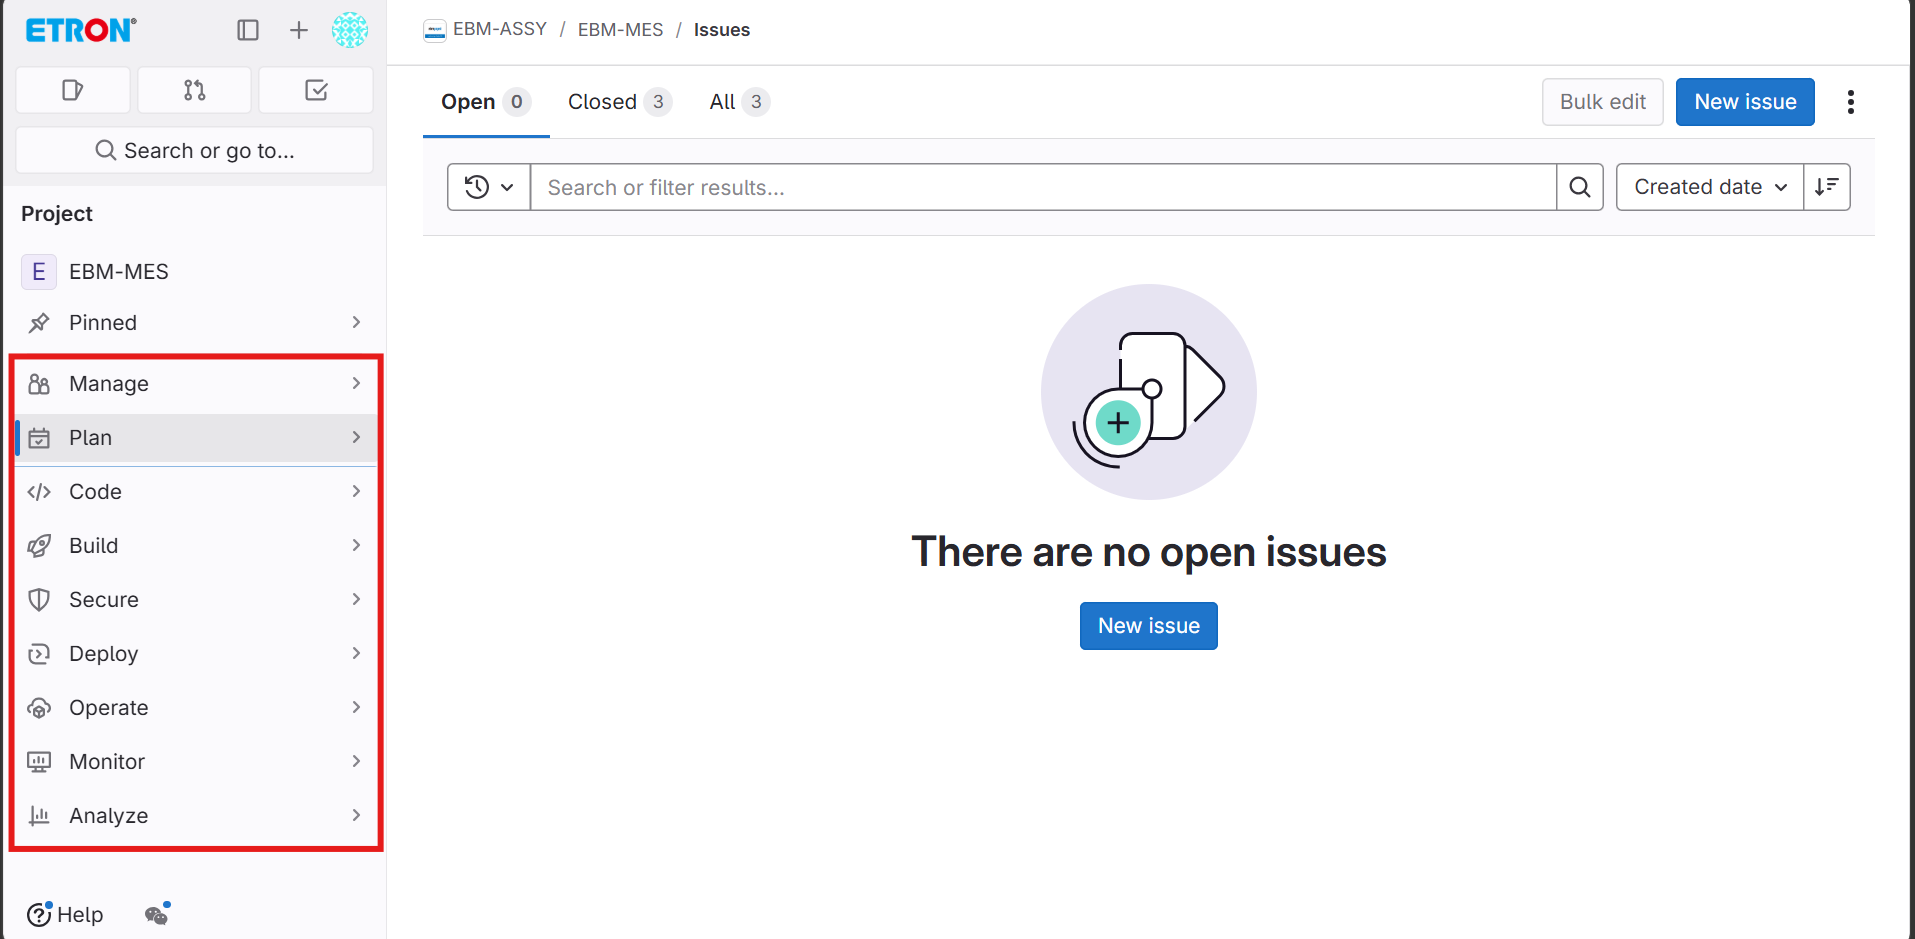 ETRON®
Search or go to...
Project
E EBM-MES
Pinned
Manage
Plan
Code
Build
Secure
Deploy
Operate
Monitor
Analyze
Help
EBM-ASSY / EBM-MES / Issues
Open 0 Closed 3 All 3
Bulk edit New issue
Search or filter results...
Created date
There are no open issues
New issue